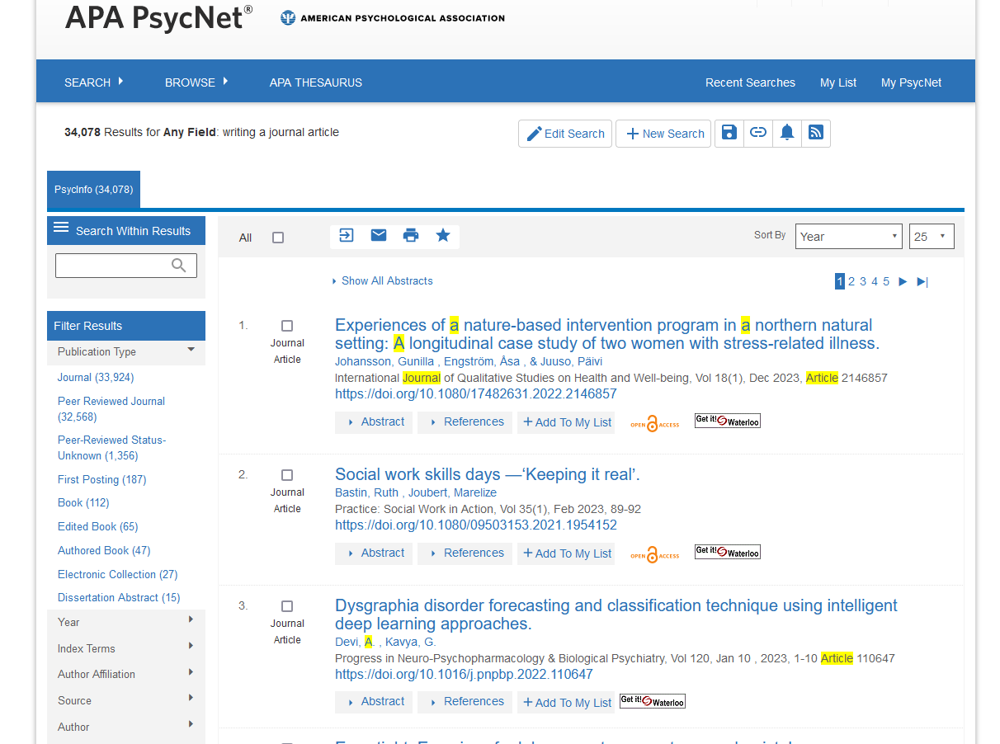 APA PsycNet®
AMERICAN PSYCHOLOGICAL ASSOCIATION
SEARCH BROWSE APA THESAURUS Recent Searches My List My PsycNet
34,078 Results for Any Field: writing a journal article
Edit Search
New Search
PsycInfo (34,078)
Search Within Results
Filter Results
Publication Type
Journal (33,924)
Peer Reviewed Journal
(32,568)
Peer-Reviewed Status-
Unknown (1,356)
First Posting (187)
Book (112)
Edited Book (65)
Authored Book (47)
Electronic Collection (27)
Dissertation Abstract (15)
Year
Index Terms
Author Affiliation
Source
Author
All
Sort By Year 25
Show All Abstracts
1 2 3 4 5
1.
Journal
Article
Experiences of a nature-based intervention program in a northern natural
setting: A longitudinal case study of two women with stress-related illness.
Johansson, Gunilla , Engström, Åsa , & Juuso, Päivi
International Journal of Qualitative Studies on Health and Well-being, Vol 18(1), Dec 2023, Article 2146857
https://doi.org/10.1080/17482631.2022.2146857
Abstract References + Add To My List OPEN ACCESS Get it! Waterloo
2.
Journal
Article
Social work skills days —‘Keeping it real’.
Bastin, Ruth , Joubert, Marelize
Practice: Social Work in Action, Vol 35(1), Feb 2023, 89-92
https://doi.org/10.1080/09503153.2021.1954152
Abstract References + Add To My List OPEN ACCESS Get it! Waterloo
3.
Journal
Article
Dysgraphia disorder forecasting and classification technique using intelligent
deep learning approaches.
Devi, A. , Kavya, G.
Progress in Neuro-Psychopharmacology & Biological Psychiatry, Vol 120, Jan 10 , 2023, 1-10 Article 110647
https://doi.org/10.1016/j.pnpbp.2022.110647
Abstract References + Add To My List Get it! Waterloo